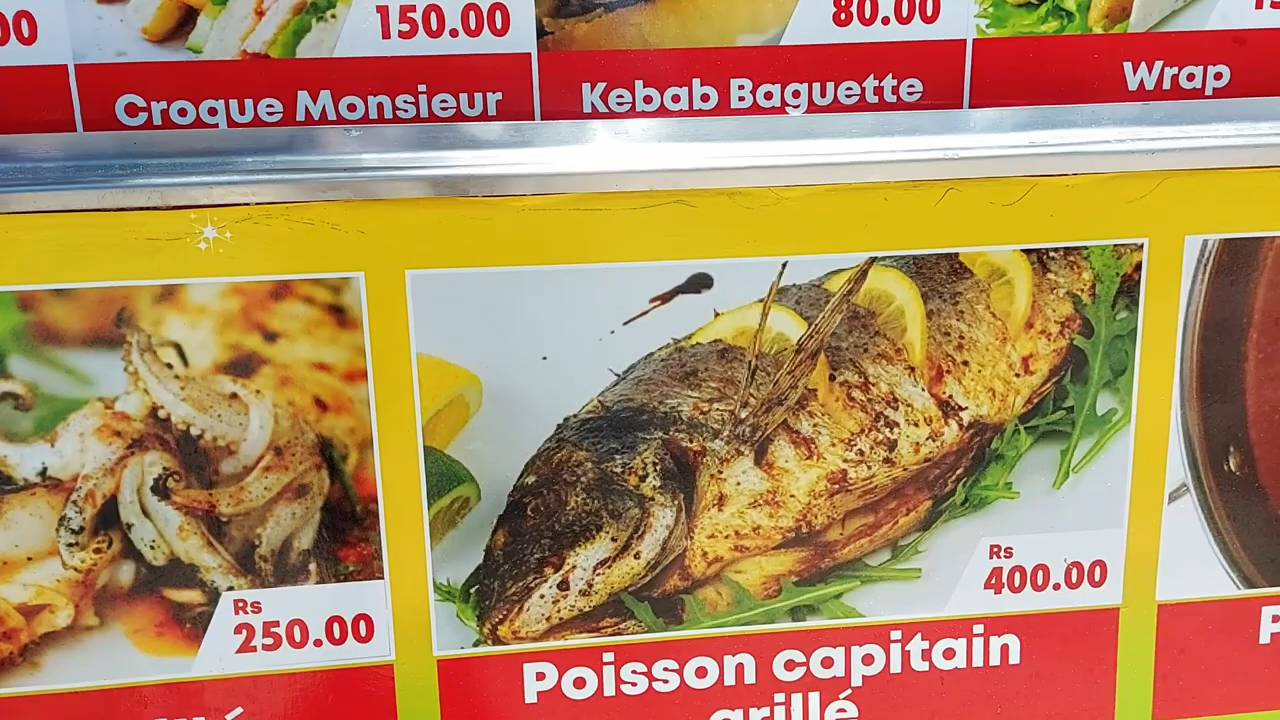 150.00
80.00
Croque Monsieur
Kebab Baguette
Wrap
Rs
250.00
Rs
400.00
Poisson capitain
grillé